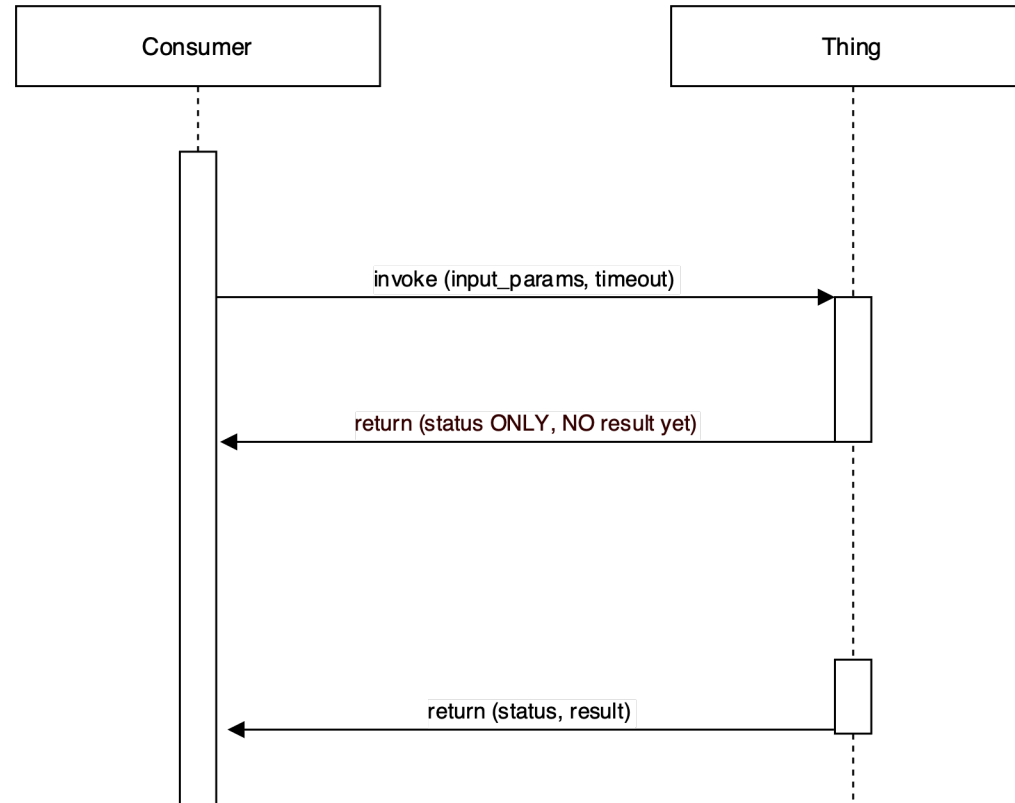 Consumer
Thing
invoke (input_params, timeout)
return (status ONLY, NO result yet)
return (status, result)